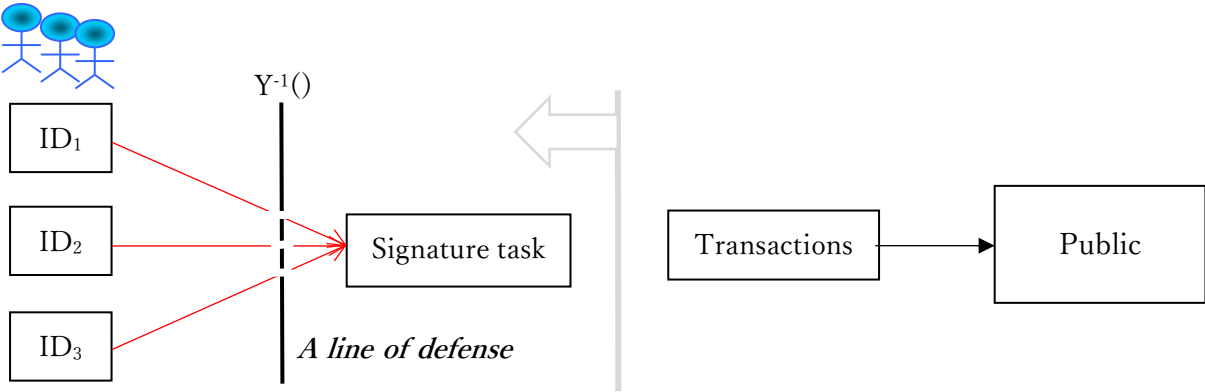 Y⁻¹()
ID₁
ID₂
ID₃
Signature task
A line of defense
Transactions
Public